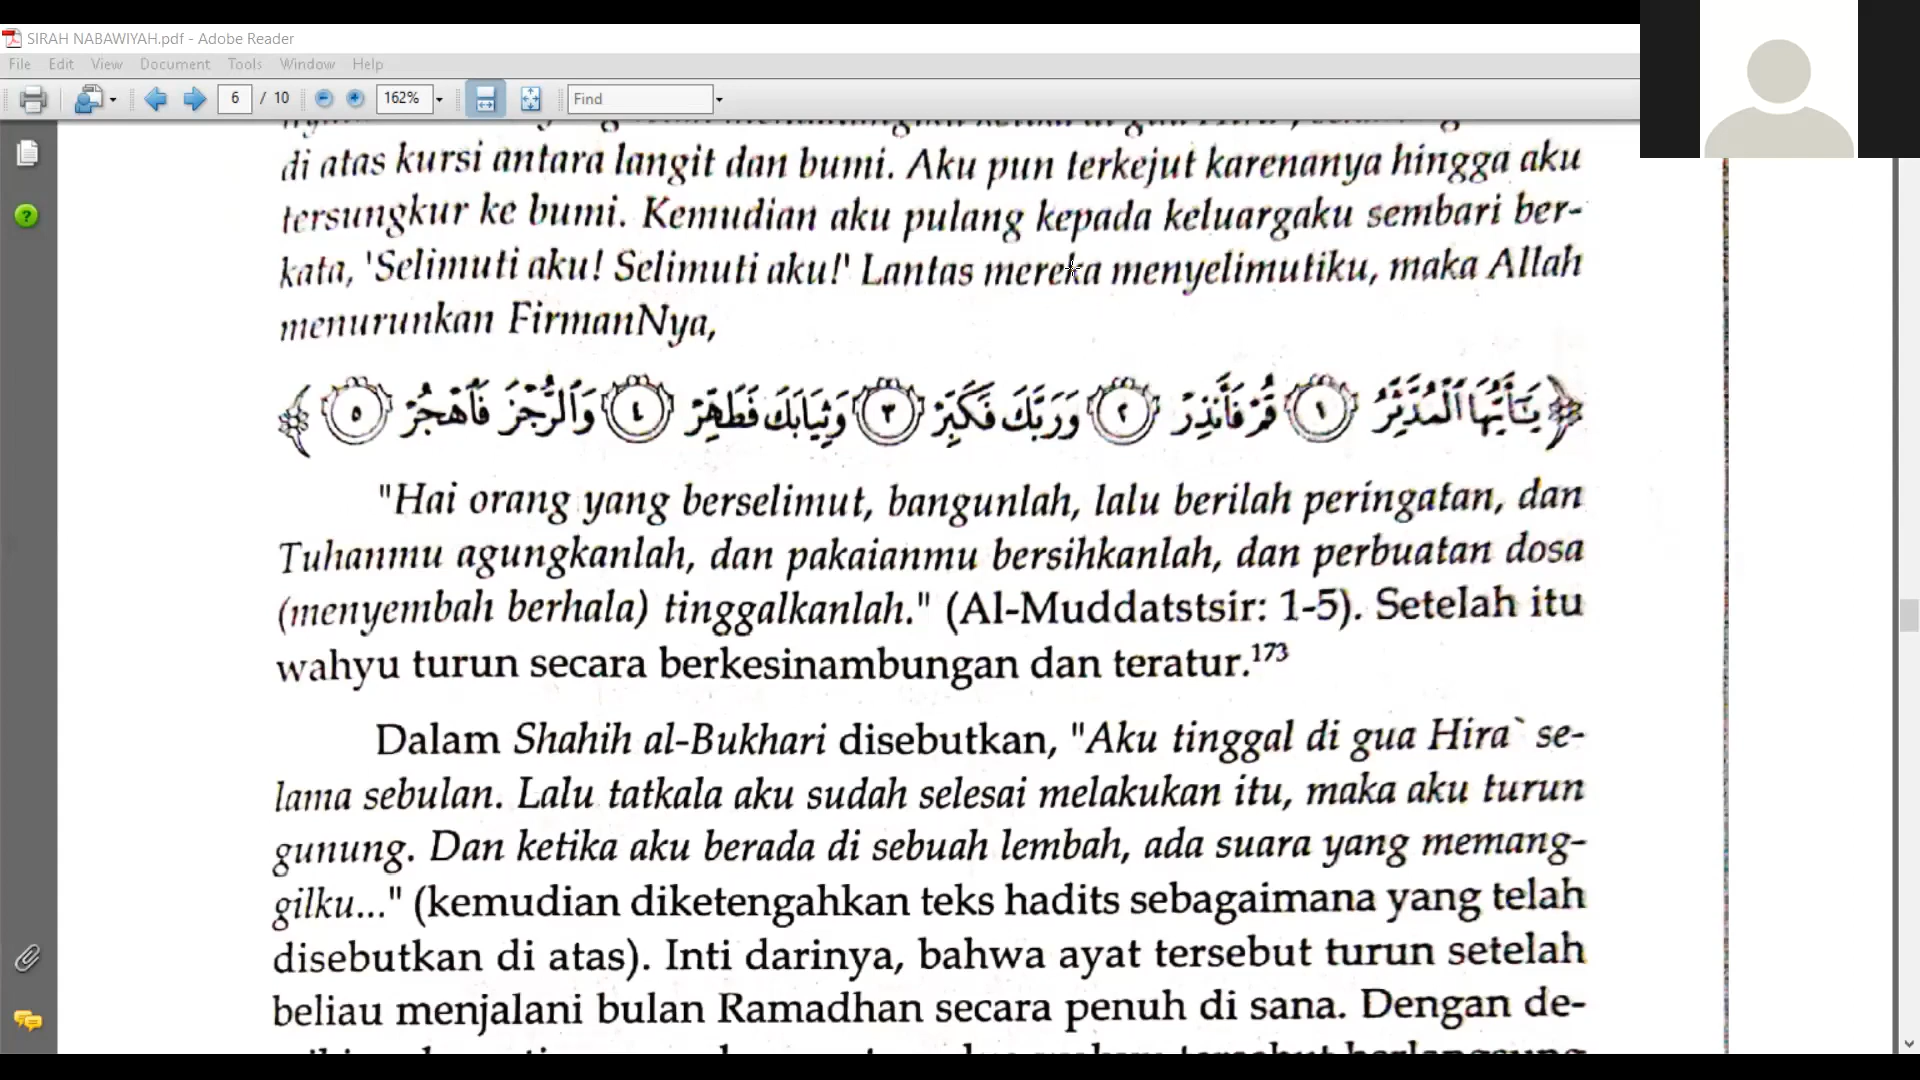 SIRAH NABAWIYAH.pdf - Adobe Reader
File Edit View Document Tools Window Help
6 / 10 162% Find
di atas kursi antara langit dan bumi. Aku pun terkejut karenanya hingga aku
tersungkur ke bumi. Kemudian aku pulang kepada keluargaku sembari ber-
kata, 'Selimuti aku! Selimuti aku!' Lantas mereka menyelimutiku, maka Allah
menurunkan FirmanNya,
﴿ يَٰٓأَيُّهَا ٱلْمُدَّثِّرُ ١ قُمْ فَأَنذِرْ ٢ وَرَبَّكَ فَكَبِّرْ ٣ وَثِيَابَكَ فَطَهِّرْ ٤ وَٱلرُّجْزَ فَٱهْجُرْ ٥ ﴾
"Hai orang yang berselimut, bangunlah, lalu berilah peringatan, dan
Tuhanmu agungkanlah, dan pakaianmu bersihkanlah, dan perbuatan dosa
(menyembah berhala) tinggalkanlah." (Al-Muddatstsir: 1-5). Setelah itu
wahyu turun secara berkesinambungan dan teratur.173
Dalam Shahih al-Bukhari disebutkan, "Aku tinggal di gua Hira` se-
lama sebulan. Lalu tatkala aku sudah selesai melakukan itu, maka aku turun
gunung. Dan ketika aku berada di sebuah lembah, ada suara yang memang-
gilku..." (kemudian diketengahkan teks hadits sebagaimana yang telah
disebutkan di atas). Inti darinya, bahwa ayat tersebut turun setelah
beliau menjalani bulan Ramadhan secara penuh di sana. Dengan de-